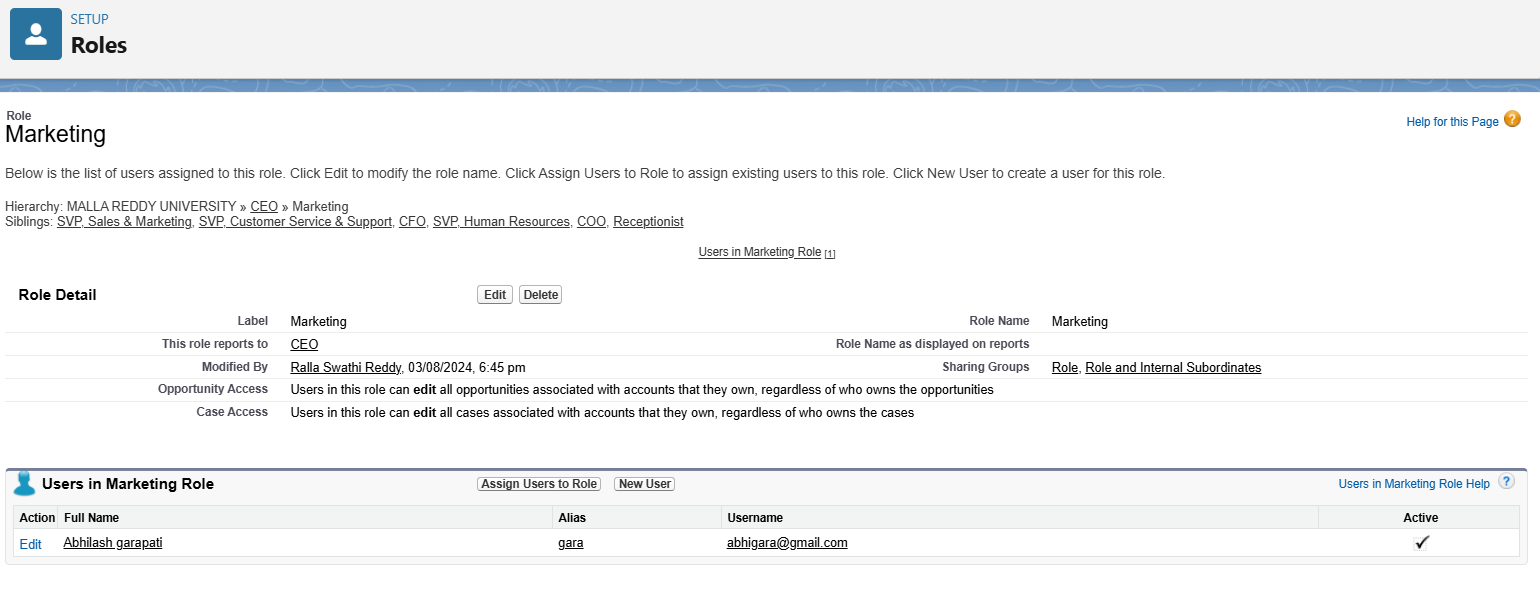 SETUP
Roles
Role
Marketing
Help for this Page ?
Below is the list of users assigned to this role. Click Edit to modify the role name. Click Assign Users to Role to assign existing users to this role. Click New User to create a user for this role.
Hierarchy: MALLA REDDY UNIVERSITY » CEO » Marketing
Siblings: SVP, Sales & Marketing, SVP, Customer Service & Support, CFO, SVP, Human Resources, COO, Receptionist
Users in Marketing Role [1]
Role Detail Edit Delete
Label Marketing Role Name Marketing
This role reports to CEO Role Name as displayed on reports
Modified By Ralla Swathi Reddy, 03/08/2024, 6:45 pm Sharing Groups Role, Role and Internal Subordinates
Opportunity Access Users in this role can edit all opportunities associated with accounts that they own, regardless of who owns the opportunities
Case Access Users in this role can edit all cases associated with accounts that they own, regardless of who owns the cases
Users in Marketing Role Assign Users to Role New User Users in Marketing Role Help ?
Action Full Name Alias Username Active
Edit Abhilash garapati gara abhigara@gmail.com ✓